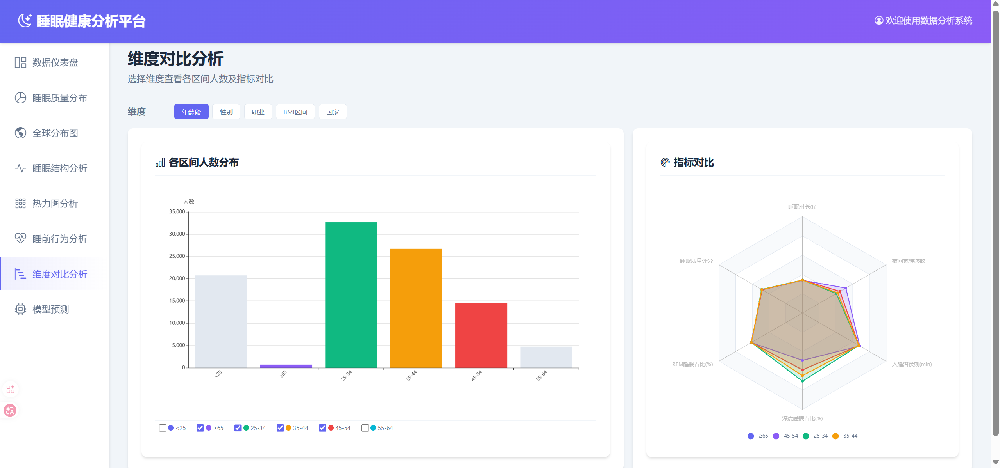 睡眠健康分析平台
欢迎使用数据分析系统
数据仪表盘
睡眠质量分布
全球分布图
睡眠结构分析
热力图分析
睡前行为分析
维度对比分析
模型预测
维度对比分析
选择维度查看各区间人数及指标对比
维度
年龄段
性别
职业
BMI区间
国家
各区间人数分布
人数
35,000
30,000
25,000
20,000
15,000
10,000
5,000
0
<25
≥65
25-34
35-44
45-54
55-64
<25
≥65
25-34
35-44
45-54
55-64
指标对比
睡眠时长(h)
睡眠质量评分
夜间觉醒次数
REM睡眠占比(%)
入睡潜伏期(min)
深度睡眠占比(%)
≥65
45-54
25-34
35-44